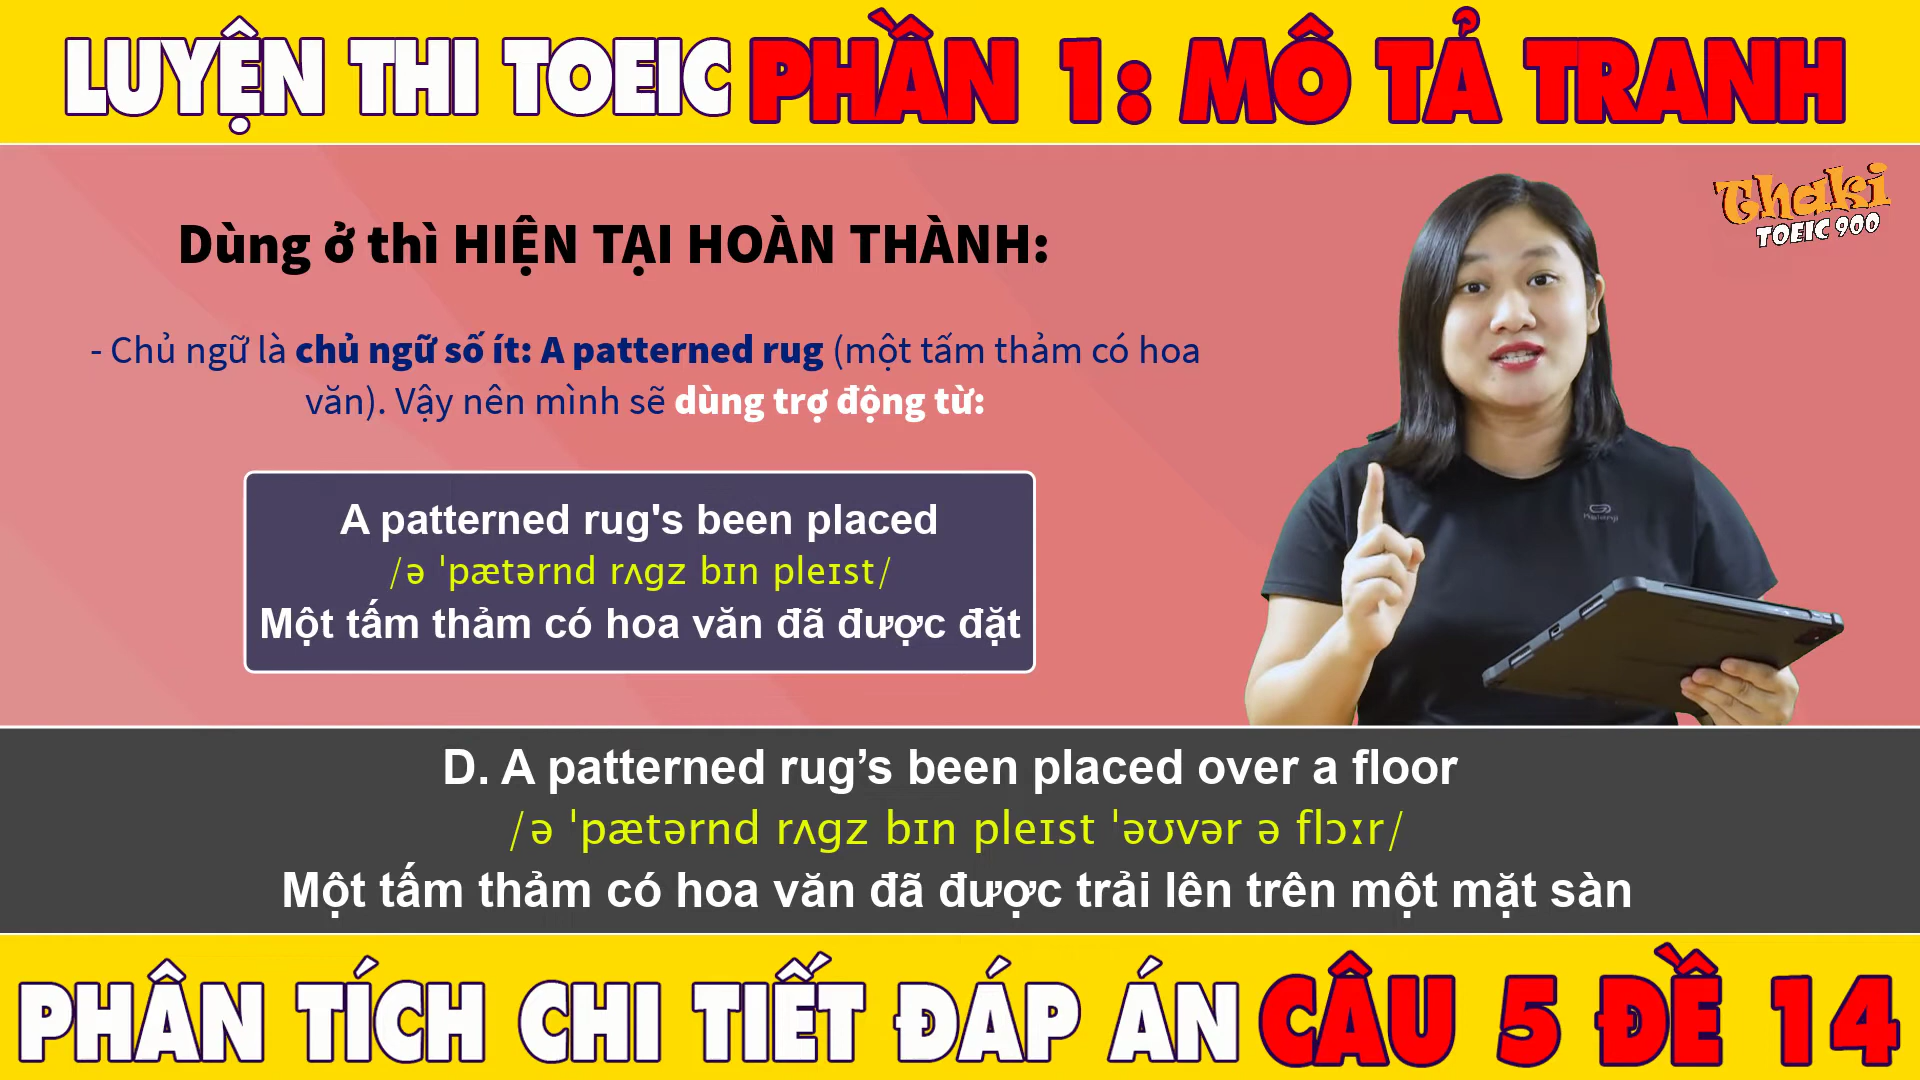 LUYỆN THI TOEIC PHẦN 1: MÔ TẢ TRANH
Thaki
TOEIC 900
Dùng ở thì HIỆN TẠI HOÀN THÀNH:
- Chủ ngữ là chủ ngữ số ít: A patterned rug (một tấm thảm có hoa
văn). Vậy nên mình sẽ dùng trợ động từ:
A patterned rug's been placed
/ə ˈpætərnd rʌgz bɪn pleɪst/
Một tấm thảm có hoa văn đã được đặt
D. A patterned rug’s been placed over a floor
/ə ˈpætərnd rʌgz bɪn pleɪst ˈəʊvər ə flɔːr/
Một tấm thảm có hoa văn đã được trải lên trên một mặt sàn
PHÂN TÍCH CHI TIẾT ĐÁP ÁN CÂU 5 ĐỀ 14